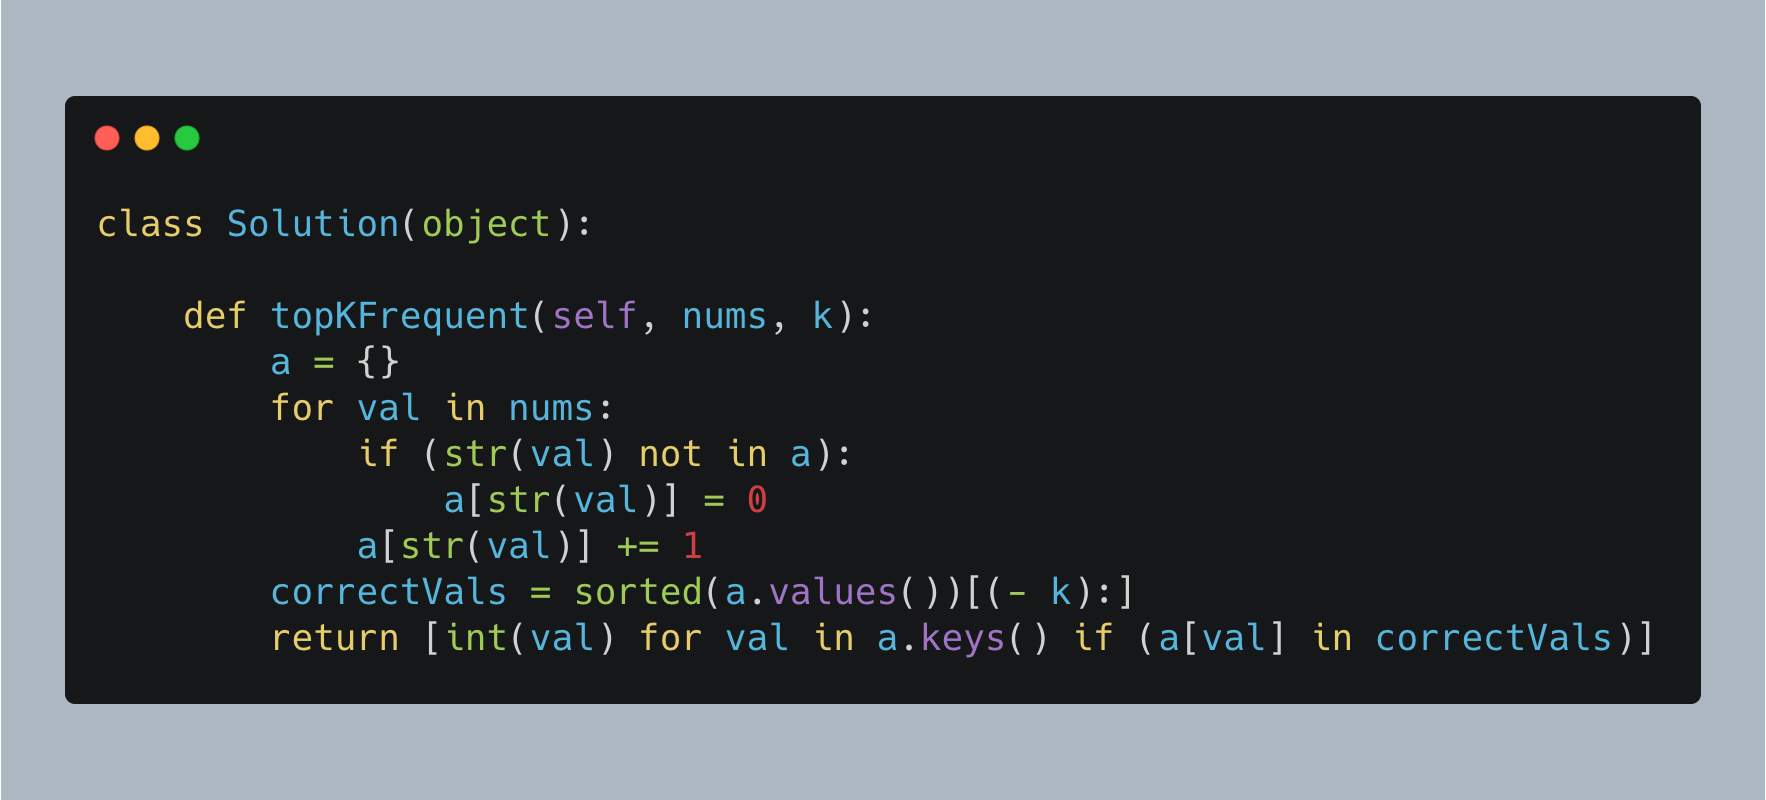 class Solution(object):
    def topKFrequent(self, nums, k):
        a = {}
        for val in nums:
            if (str(val) not in a):
                a[str(val)] = 0
            a[str(val)] += 1
        correctVals = sorted(a.values())[(- k):]
        return [int(val) for val in a.keys() if (a[val] in correctVals)]